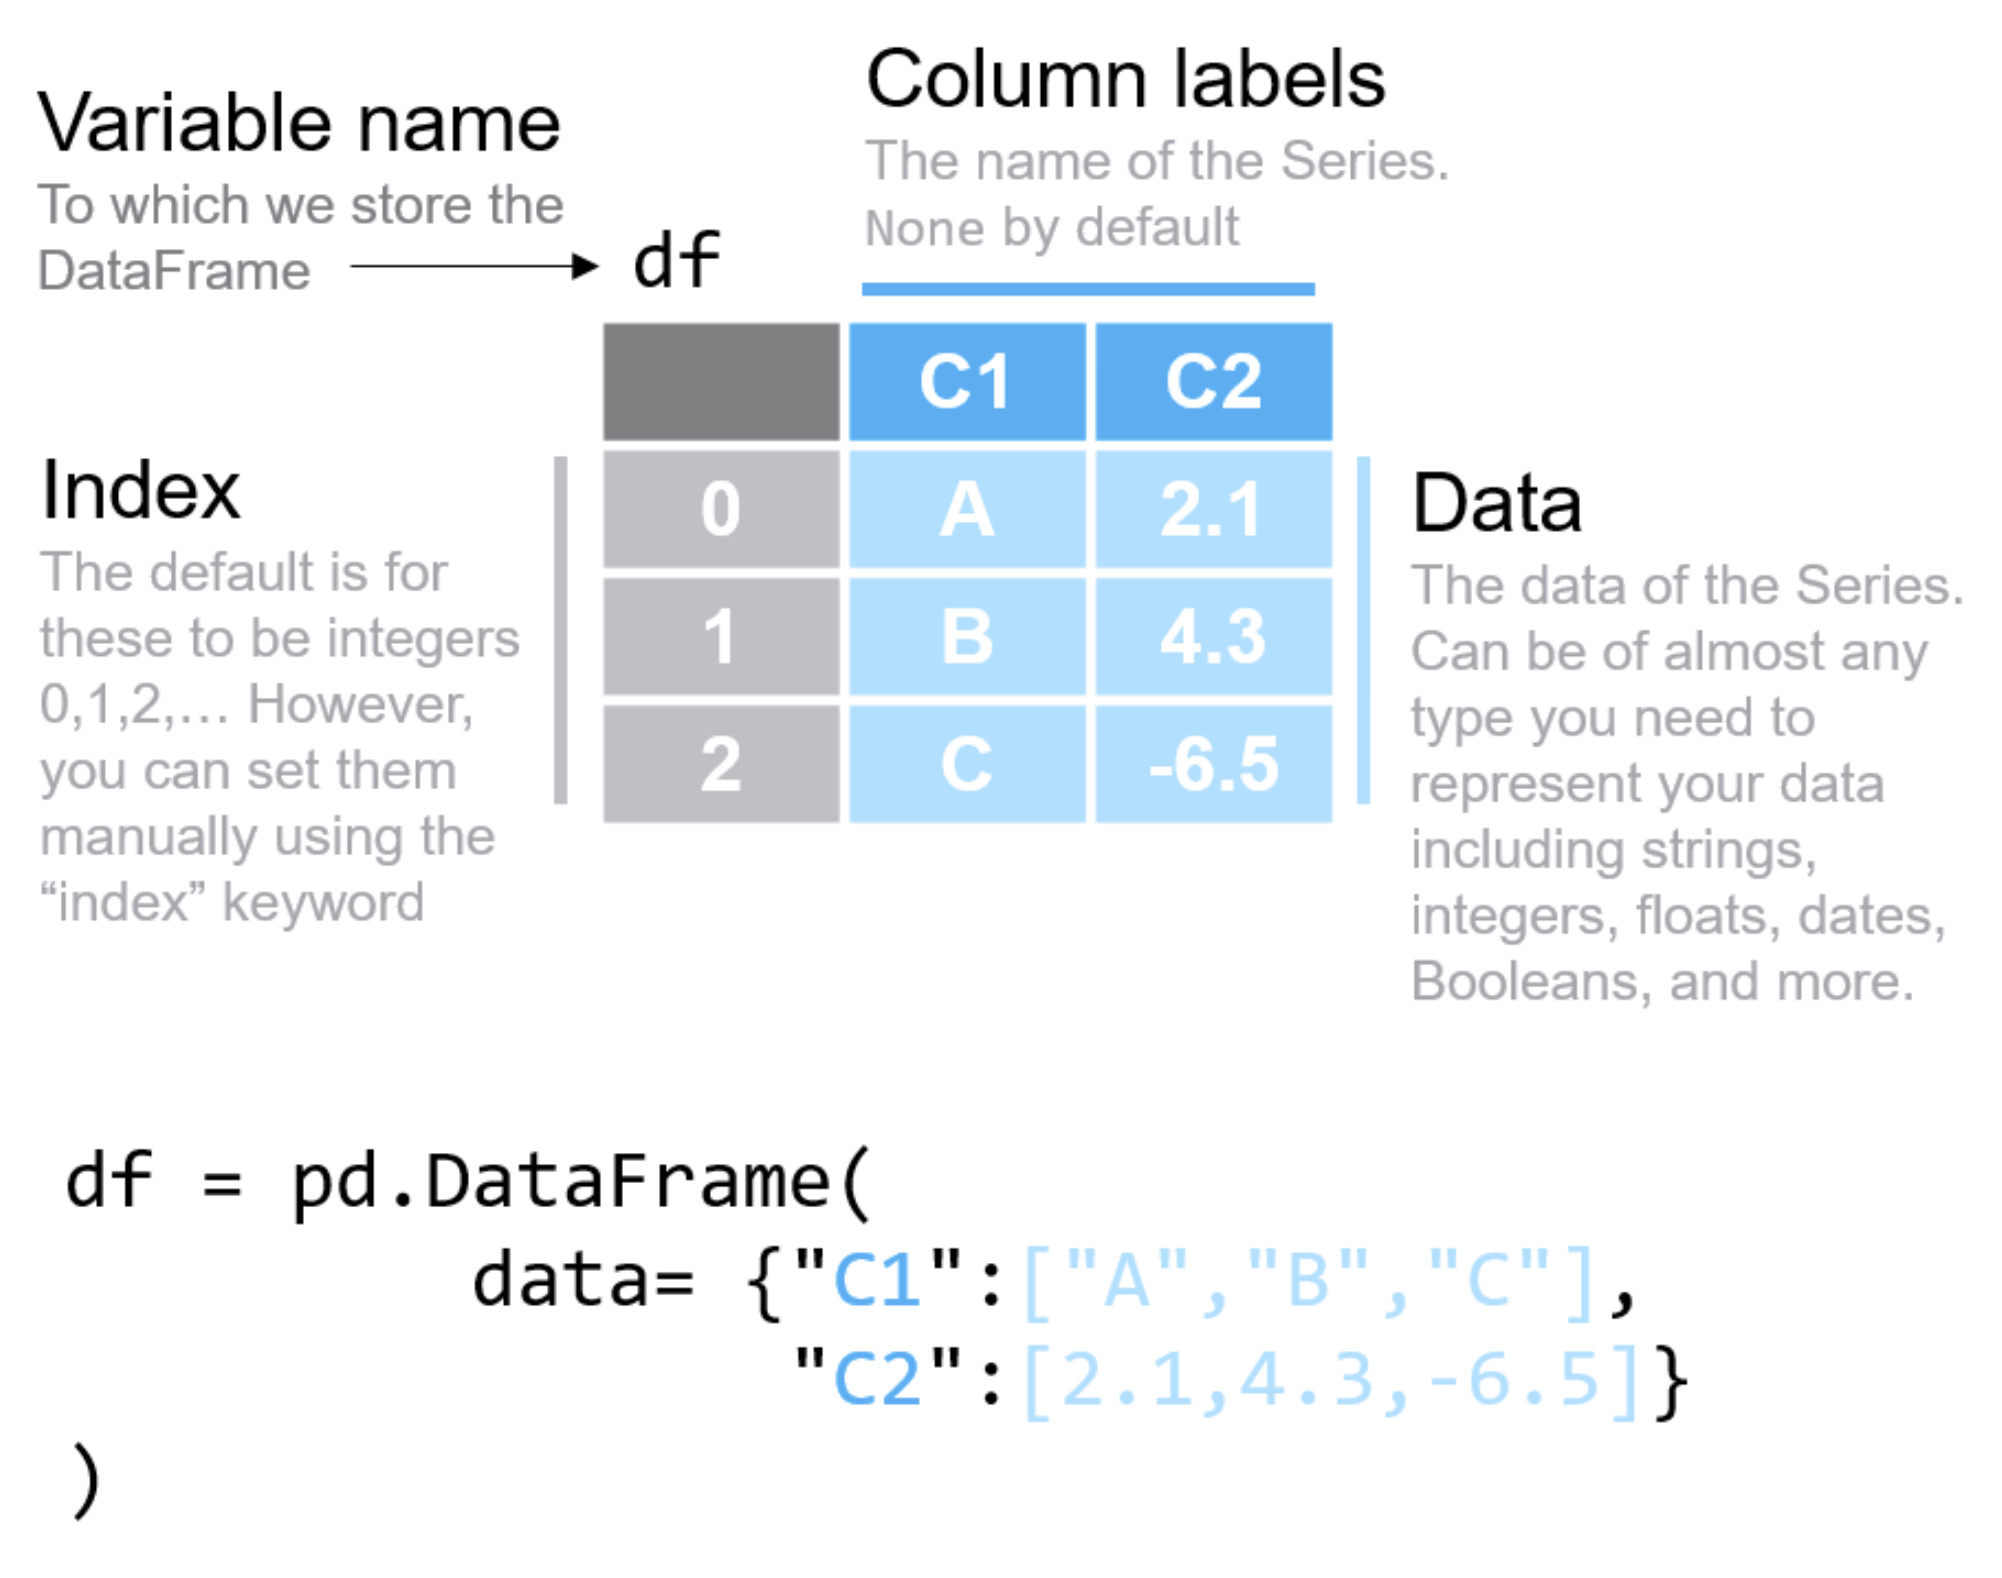 Variable name
To which we store the
DataFrame
df
Column labels
The name of the Series.
None by default
C1 C2
0 A 2.1
1 B 4.3
2 C -6.5
Index
The default is for
these to be integers
0,1,2,... However,
you can set them
manually using the
“index” keyword
Data
The data of the Series.
Can be of almost any
type you need to
represent your data
including strings,
integers, floats, dates,
Booleans, and more.
df = pd.DataFrame(
data= {"C1":["A","B","C"],
"C2":[2.1,4.3,-6.5]}
)